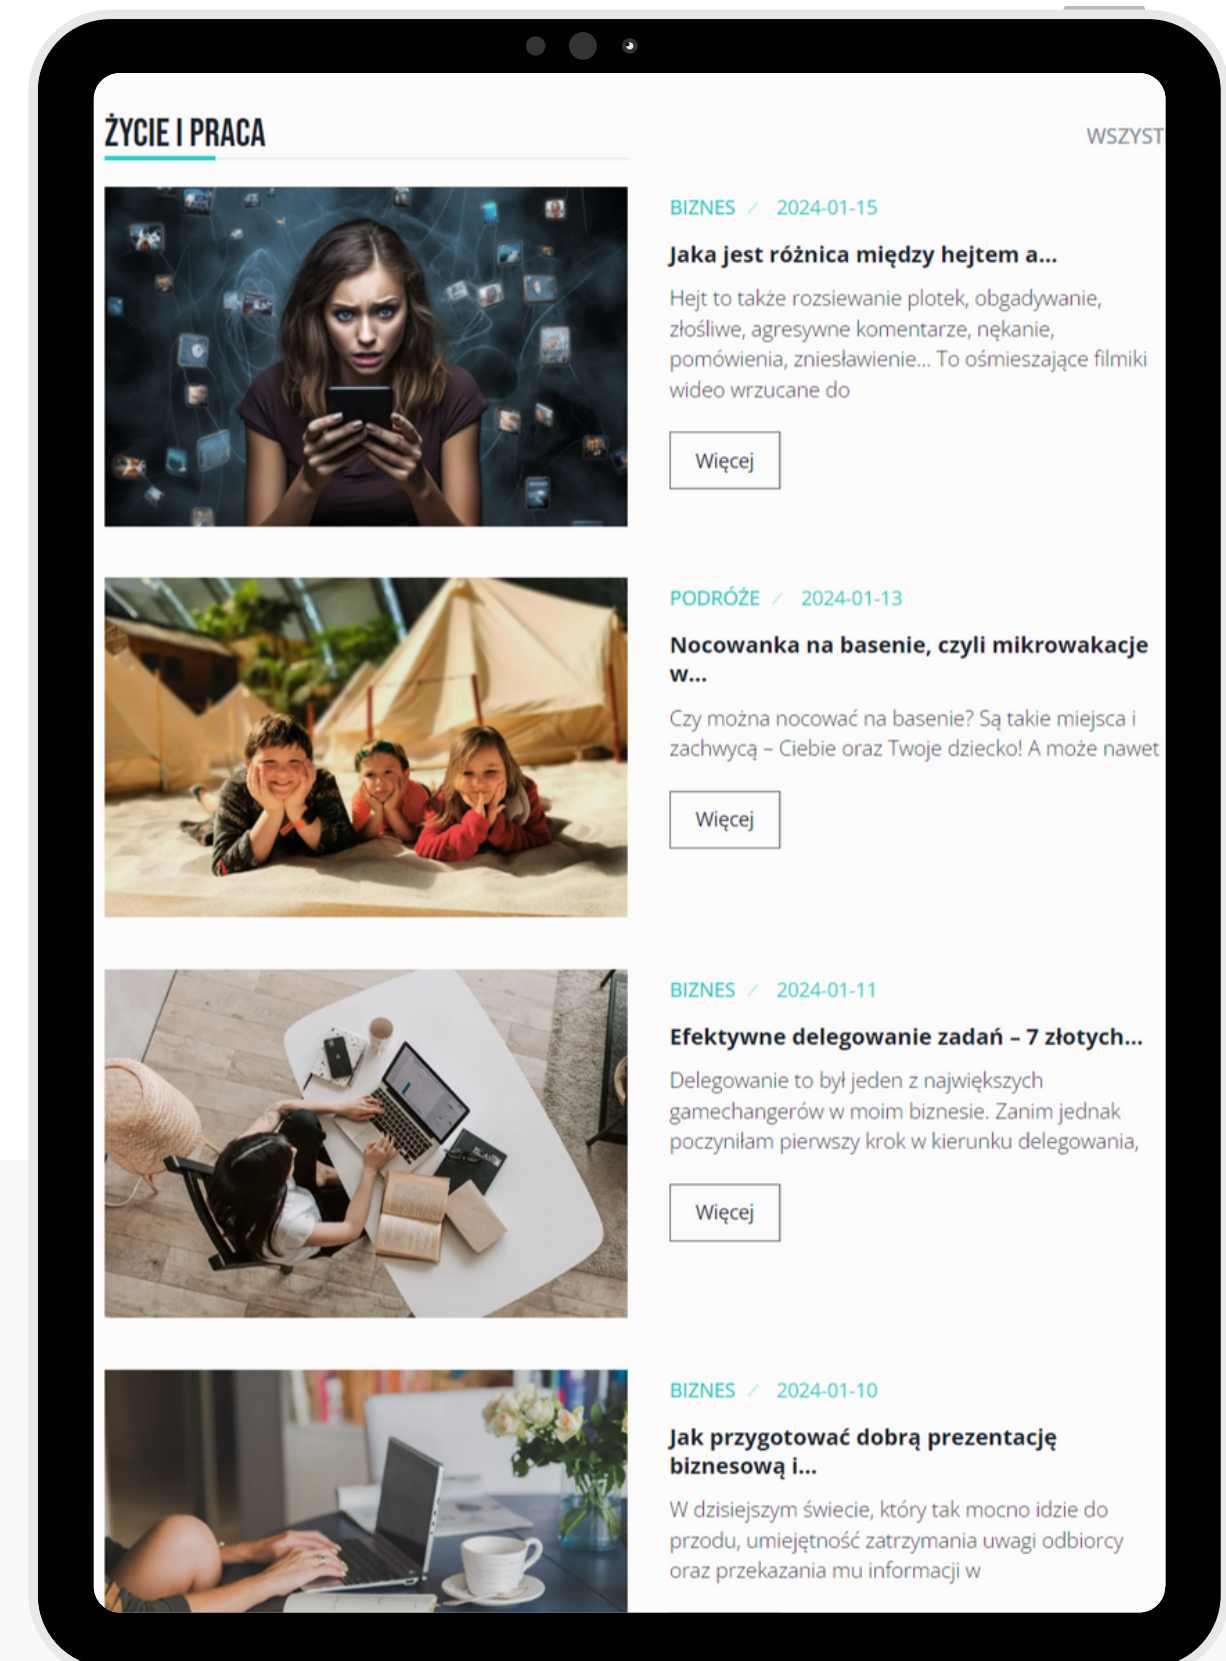 ŻYCIE I PRACA
WSZYST
BIZNES / 2024-01-15
Jaka jest różnica między hejtem a...
Hejt to także rozsiewanie plotek, obgadywanie,
złośliwe, agresywne komentarze, nękanie,
pomówienia, zniesławienie... To ośmieszające filmiki
wideo wrzucane do
Więcej
PODRÓŻE / 2024-01-13
Nocowanka na basenie, czyli mikrowakacje
w...
Czy można nocować na basenie? Są takie miejsca i
zachwycą – Ciebie oraz Twoje dziecko! A może nawet
Więcej
BIZNES / 2024-01-11
Efektywne delegowanie zadań – 7 złotych...
Delegowanie to był jeden z największych
gamechangerów w moim biznesie. Zanim jednak
poczyniłam pierwszy krok w kierunku delegowania,
Więcej
BIZNES / 2024-01-10
Jak przygotować dobrą prezentację
biznesową i...
W dzisiejszym świecie, który tak mocno idzie do
przodu, umiejętność zatrzymania uwagi odbiorcy
oraz przekazania mu informacji w